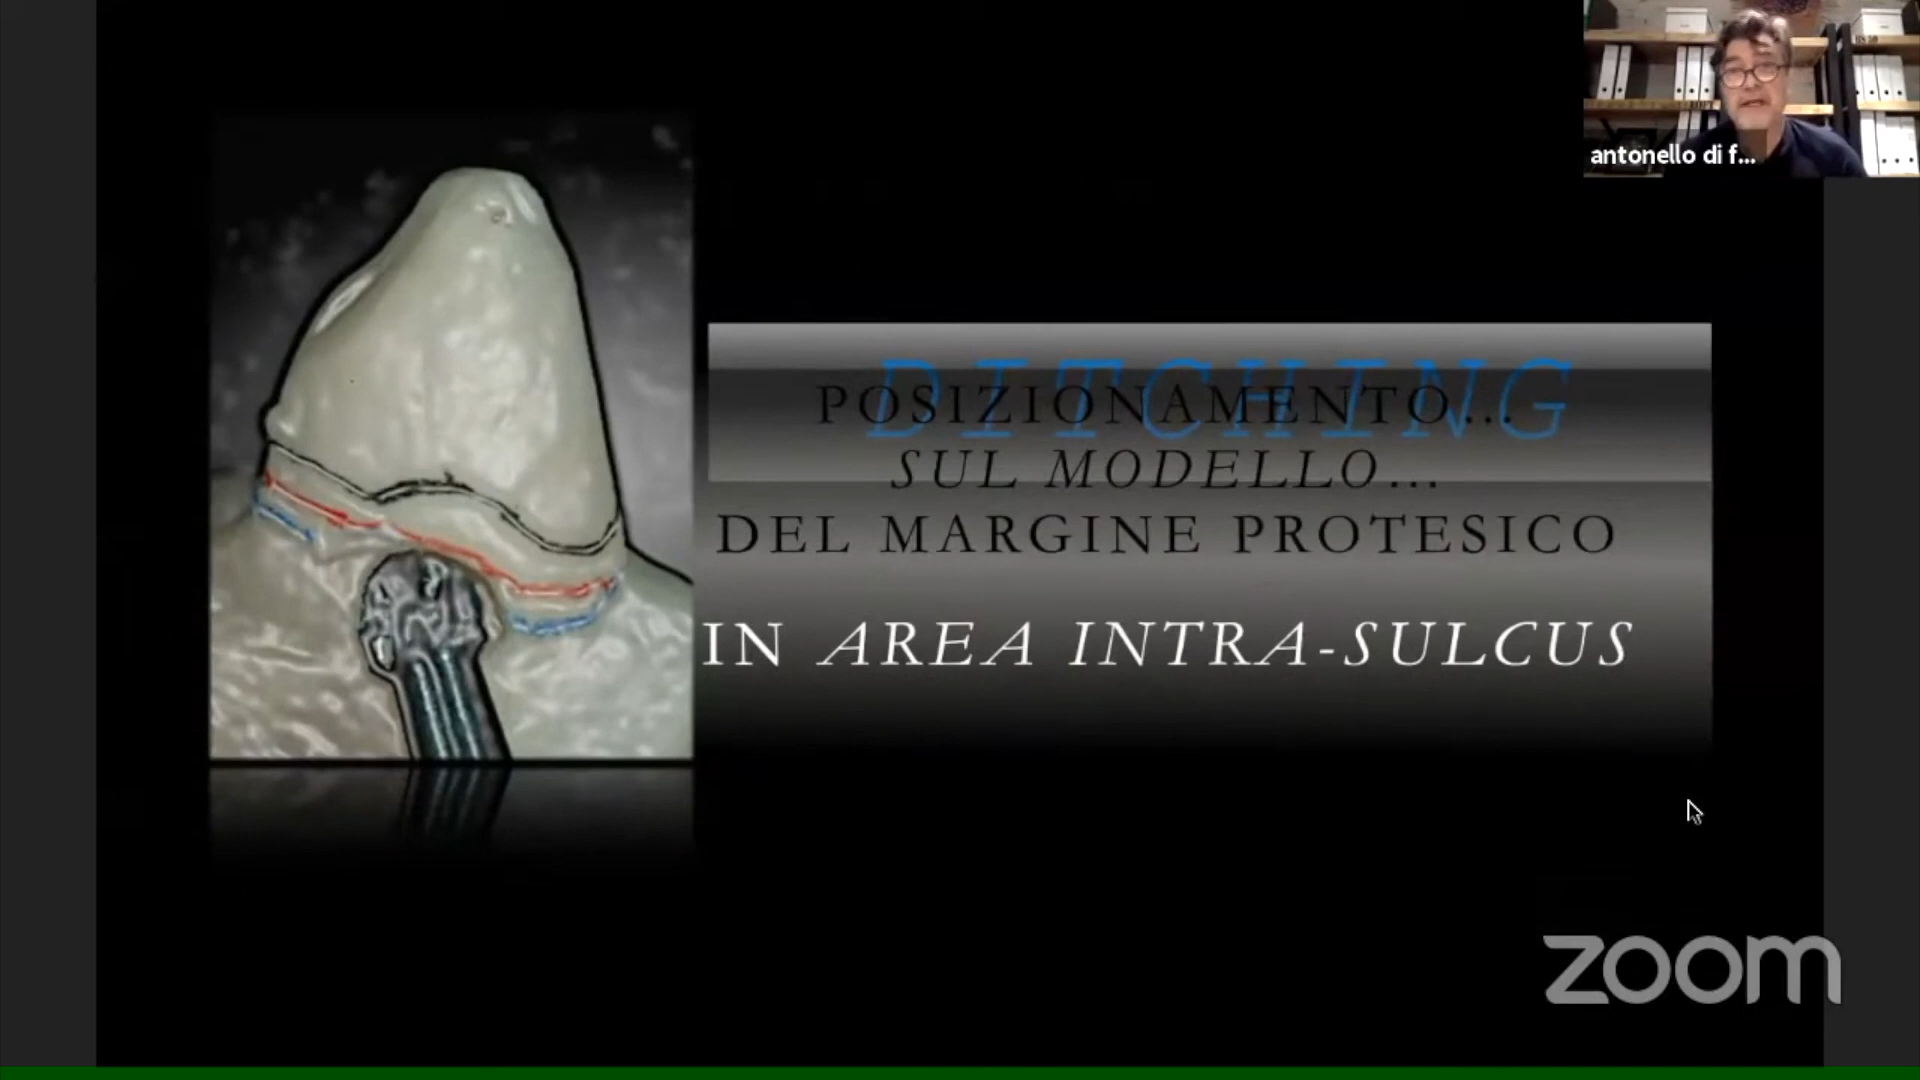 antonello di f...
DITCHING
POSIZIONAMENTO...
SUL MODELLO...
DEL MARGINE PROTESICO
IN AREA INTRA-SULCUS
zoom